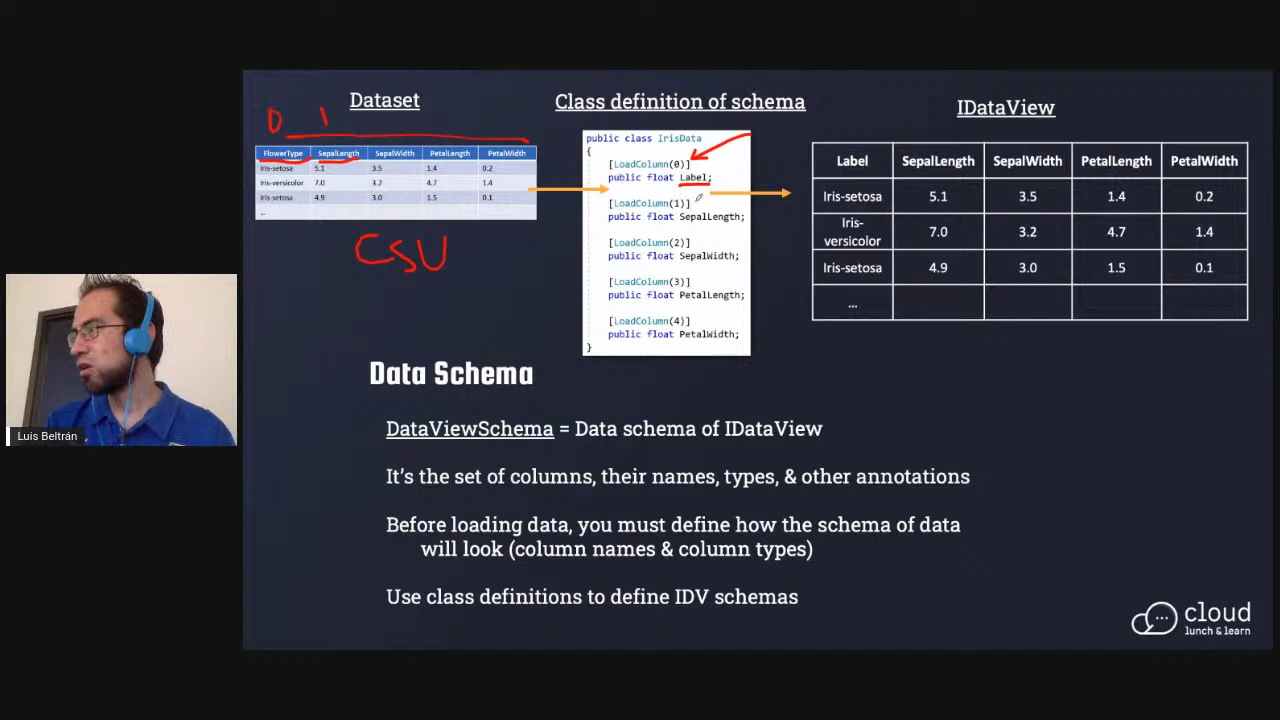 Dataset
0 1
FlowerType SepalLength SepalWidth PetalLength PetalWidth
Iris-setosa 5.1 3.5 1.4 0.2
Iris-versicolor 7.0 3.2 4.7 1.4
Iris-setosa 4.9 3.0 1.5 0.1
...
CSV
Class definition of schema
public class IrisData
{
[LoadColumn(0)]
public float Label;
[LoadColumn(1)]
public float SepalLength;
[LoadColumn(2)]
public float SepalWidth;
[LoadColumn(3)]
public float PetalLength;
[LoadColumn(4)]
public float PetalWidth;
}
IDataView
Label SepalLength SepalWidth PetalLength PetalWidth
Iris-setosa 5.1 3.5 1.4 0.2
Iris-
versicolor 7.0 3.2 4.7 1.4
Iris-setosa 4.9 3.0 1.5 0.1
...
Luis Beltrán
Data Schema
DataViewSchema = Data schema of IDataView
It's the set of columns, their names, types, & other annotations
Before loading data, you must define how the schema of data
will look (column names & column types)
Use class definitions to define IDV schemas
cloud
lunch & learn